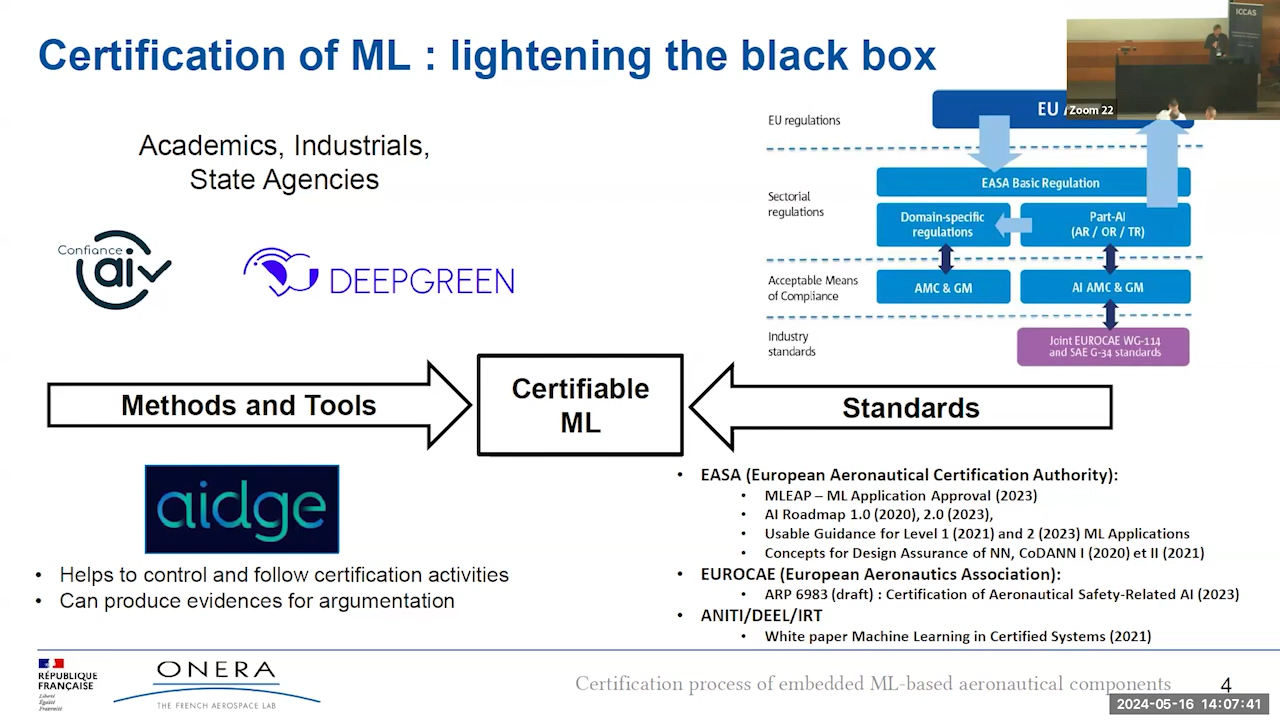 Certification of ML : lightening the black box
ICCAS
Zoom 22
Academics, Industrials,
State Agencies
Confiance
ai
DEEPGREEN
EU regulations
EU
EASA Basic Regulation
Sectorial
regulations
Domain-specific
regulations
Part-AI
(AR / OR / TR)
Acceptable Means
of Compliance
AMC & GM
AI AMC & GM
Industry
standards
Joint EUROCAE WG-114
and SAE G-34 standards
Methods and Tools
Certifiable
ML
Standards
aidge
• Helps to control and follow certification activities
• Can produce evidences for argumentation
• EASA (European Aeronautical Certification Authority):
• MLEAP – ML Application Approval (2023)
• AI Roadmap 1.0 (2020), 2.0 (2023),
• Usable Guidance for Level 1 (2021) and 2 (2023) ML Applications
• Concepts for Design Assurance of NN, CoDANN I (2020) et II (2021)
• EUROCAE (European Aeronautics Association):
• ARP 6983 (draft) : Certification of Aeronautical Safety-Related AI (2023)
• ANITI/DEEL/IRT
• White paper Machine Learning in Certified Systems (2021)
RÉPUBLIQUE
FRANÇAISE
Liberté
Égalité
Fraternité
ONERA
THE FRENCH AEROSPACE LAB
Certification process of embedded ML-based aeronautical components
4
2024-05-16 14:07:41